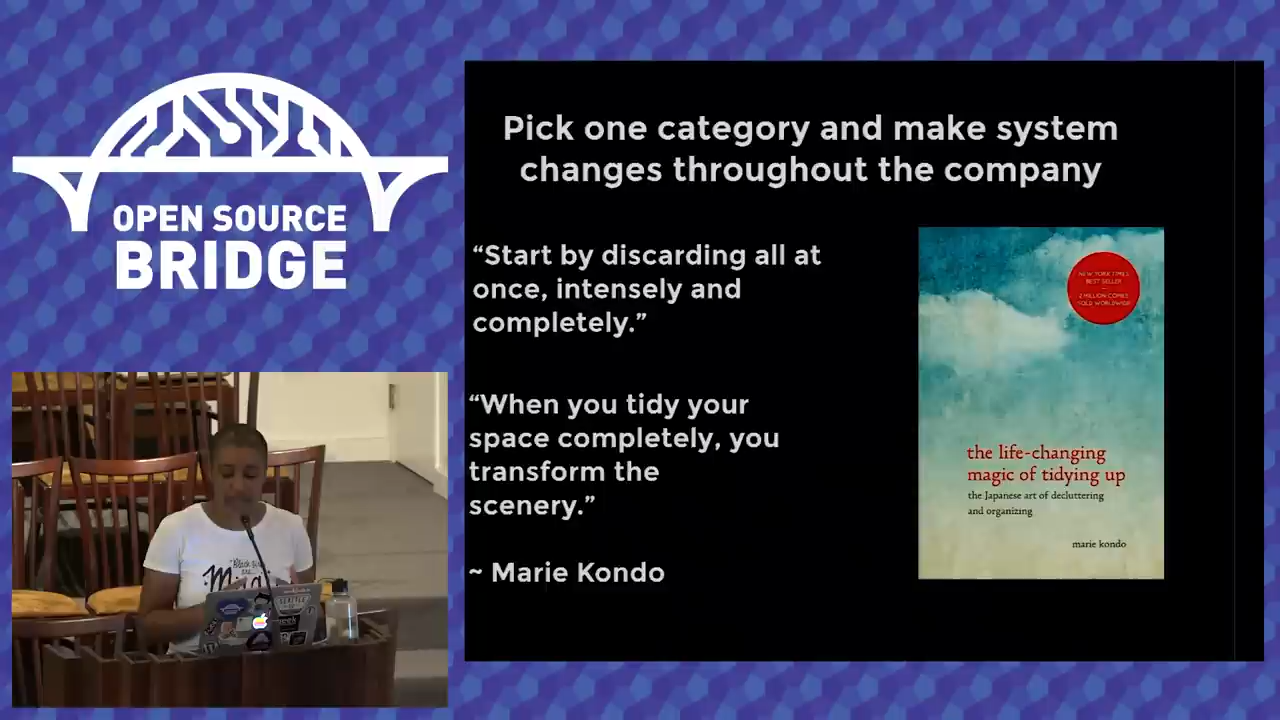 OPEN SOURCE
BRIDGE
Pick one category and make system
changes throughout the company
“Start by discarding all at
once, intensely and
completely.”
“When you tidy your
space completely, you
transform the
scenery.”
~ Marie Kondo
NEW YORK TIMES
BEST SELLER
2 MILLION COPIES
SOLD WORLDWIDE
the life-changing
magic of tidying up
the Japanese art of decluttering
and organizing
marie kondo